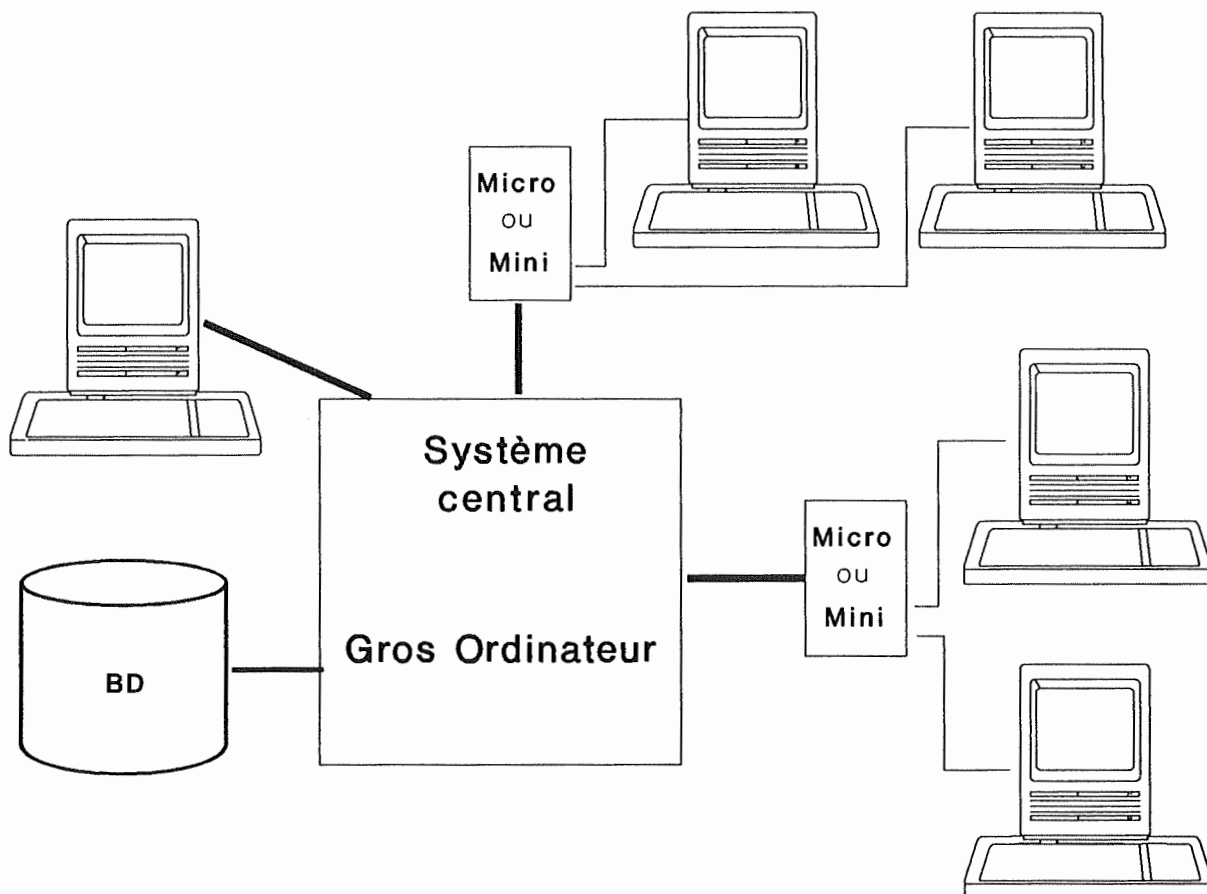 Micro
ou
Mini
Système
central
Gros Ordinateur
Micro
ou
Mini
BD